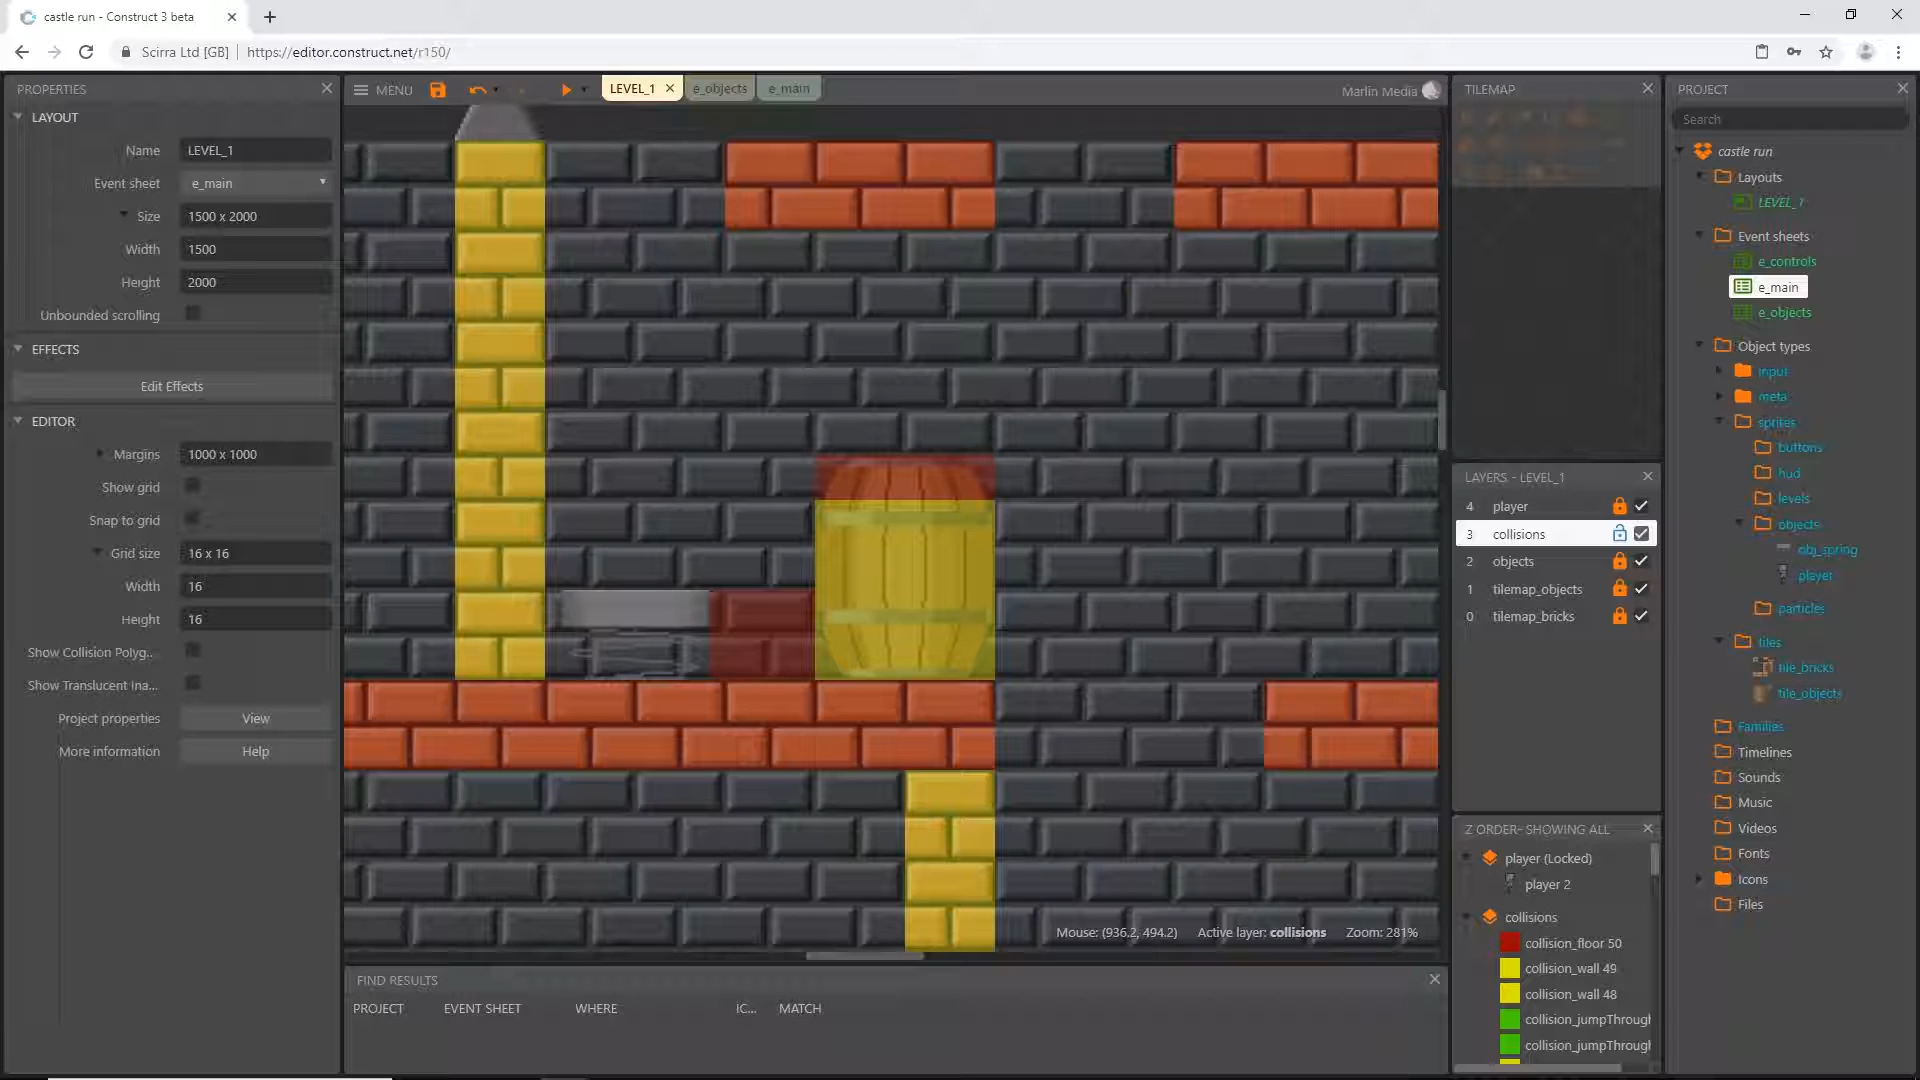 castle run - Construct 3 beta
Scirra Ltd [GB]
https://editor.construct.net/r150/
PROPERTIES
LAYOUT
Name LEVEL_1
Event sheet e_main
Size 1500 x 2000
Width 1500
Height 2000
Unbounded scrolling
EFFECTS
Edit Effects
EDITOR
Margins 1000 x 1000
Show grid
Snap to grid
Grid size 16 x 16
Width 16
Height 16
Show Collision Polyg...
Show Translucent Ina...
Project properties View
More information Help
MENU
LEVEL_1
e_objects
e_main
Marlin Media
Mouse: (936.2, 494.2) Active layer: collisions Zoom: 281%
FIND RESULTS
PROJECT EVENT SHEET WHERE IC... MATCH
TILEMAP
LAYERS - LEVEL_1
4 player
3 collisions
2 objects
1 tilemap_objects
0 tilemap_bricks
Z ORDER- SHOWING ALL
player (Locked)
player 2
collisions
collision_floor 50
collision_wall 49
collision_wall 48
collision_jumpThrough
collision_jumpThrough
PROJECT
Search
castle run
Layouts
LEVEL_1
Event sheets
e_controls
e_main
e_objects
Object types
input
meta
sprites
buttons
hud
levels
objects
obj_spring
player
particles
tiles
tile_bricks
tile_objects
Families
Timelines
Sounds
Music
Videos
Fonts
Icons
Files